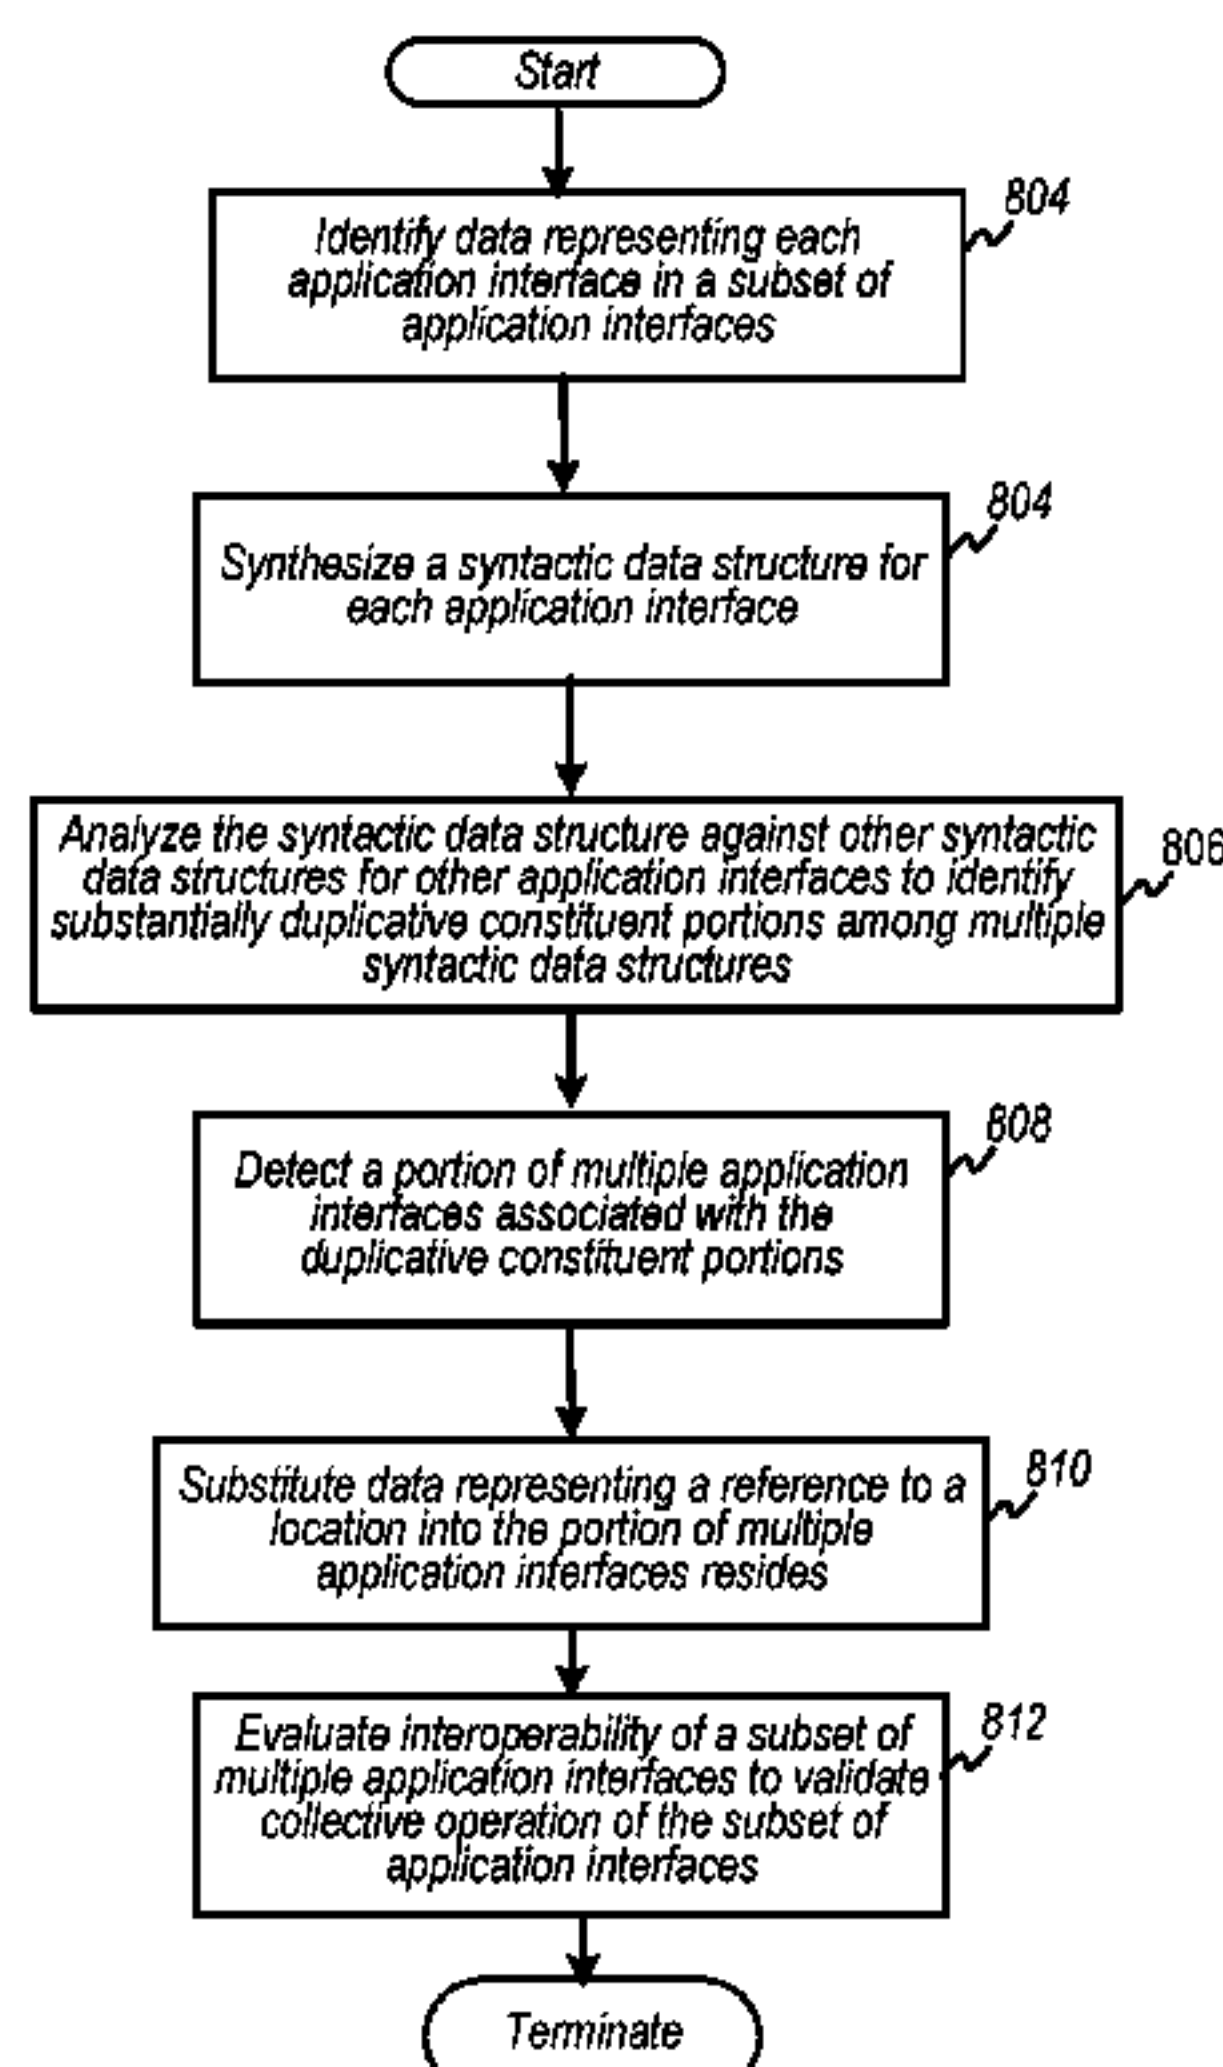 Start
804
Identify data representing each
application interface in a subset of
application interfaces
804
Synthesize a syntactic data structure for
each application interface
806
Analyze the syntactic data structure against other syntactic
data structures for other application interfaces to identify
substantially duplicative constituent portions among multiple
syntactic data structures
808
Detect a portion of multiple application
interfaces associated with the
duplicative constituent portions
810
Substitute data representing a reference to a
location into the portion of multiple
application interfaces resides
812
Evaluate interoperability of a subset of
multiple application interfaces to validate
collective operation of the subset of
application interfaces
Terminate